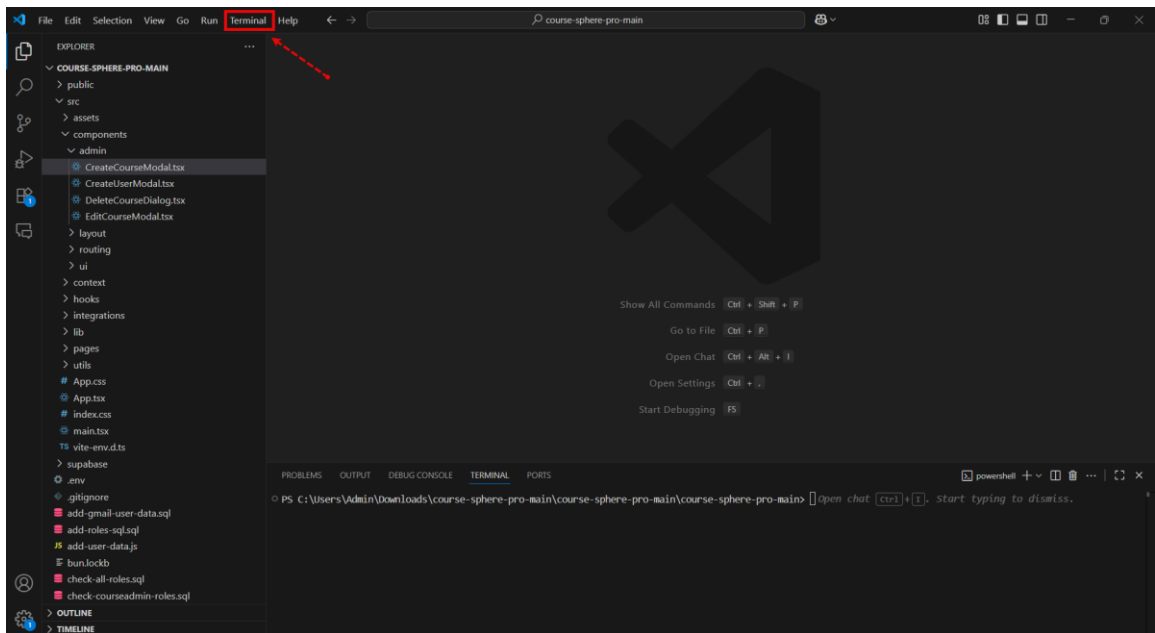 File Edit Selection View Go Run Terminal Help
course-sphere-pro-main
EXPLORER
COURSE-SPHERE-PRO-MAIN
public
src
assets
components
admin
CreateCourseModal.tsx
CreateUserModal.tsx
DeleteCourseDialog.tsx
EditCourseModal.tsx
layout
routing
ui
context
hooks
integrations
lib
pages
utils
# App.css
App.tsx
# index.css
main.tsx
TS vite-env.d.ts
supabase
.env
.gitignore
add-gmail-user-data.sql
add-roles-sql.sql
JS add-user-data.js
bun.lockb
check-all-roles.sql
check-courseadmin-roles.sql
OUTLINE
TIMELINE
1
1
Show All Commands Ctrl + Shift + P
Go to File Ctrl + P
Open Chat Ctrl + Alt + I
Open Settings Ctrl + ,
Start Debugging F5
PROBLEMS OUTPUT DEBUG CONSOLE TERMINAL PORTS
powershell
PS C:\Users\Admin\Downloads\course-sphere-pro-main\course-sphere-pro-main\course-sphere-pro-main> Open chat Ctrl+I. Start typing to dismiss.